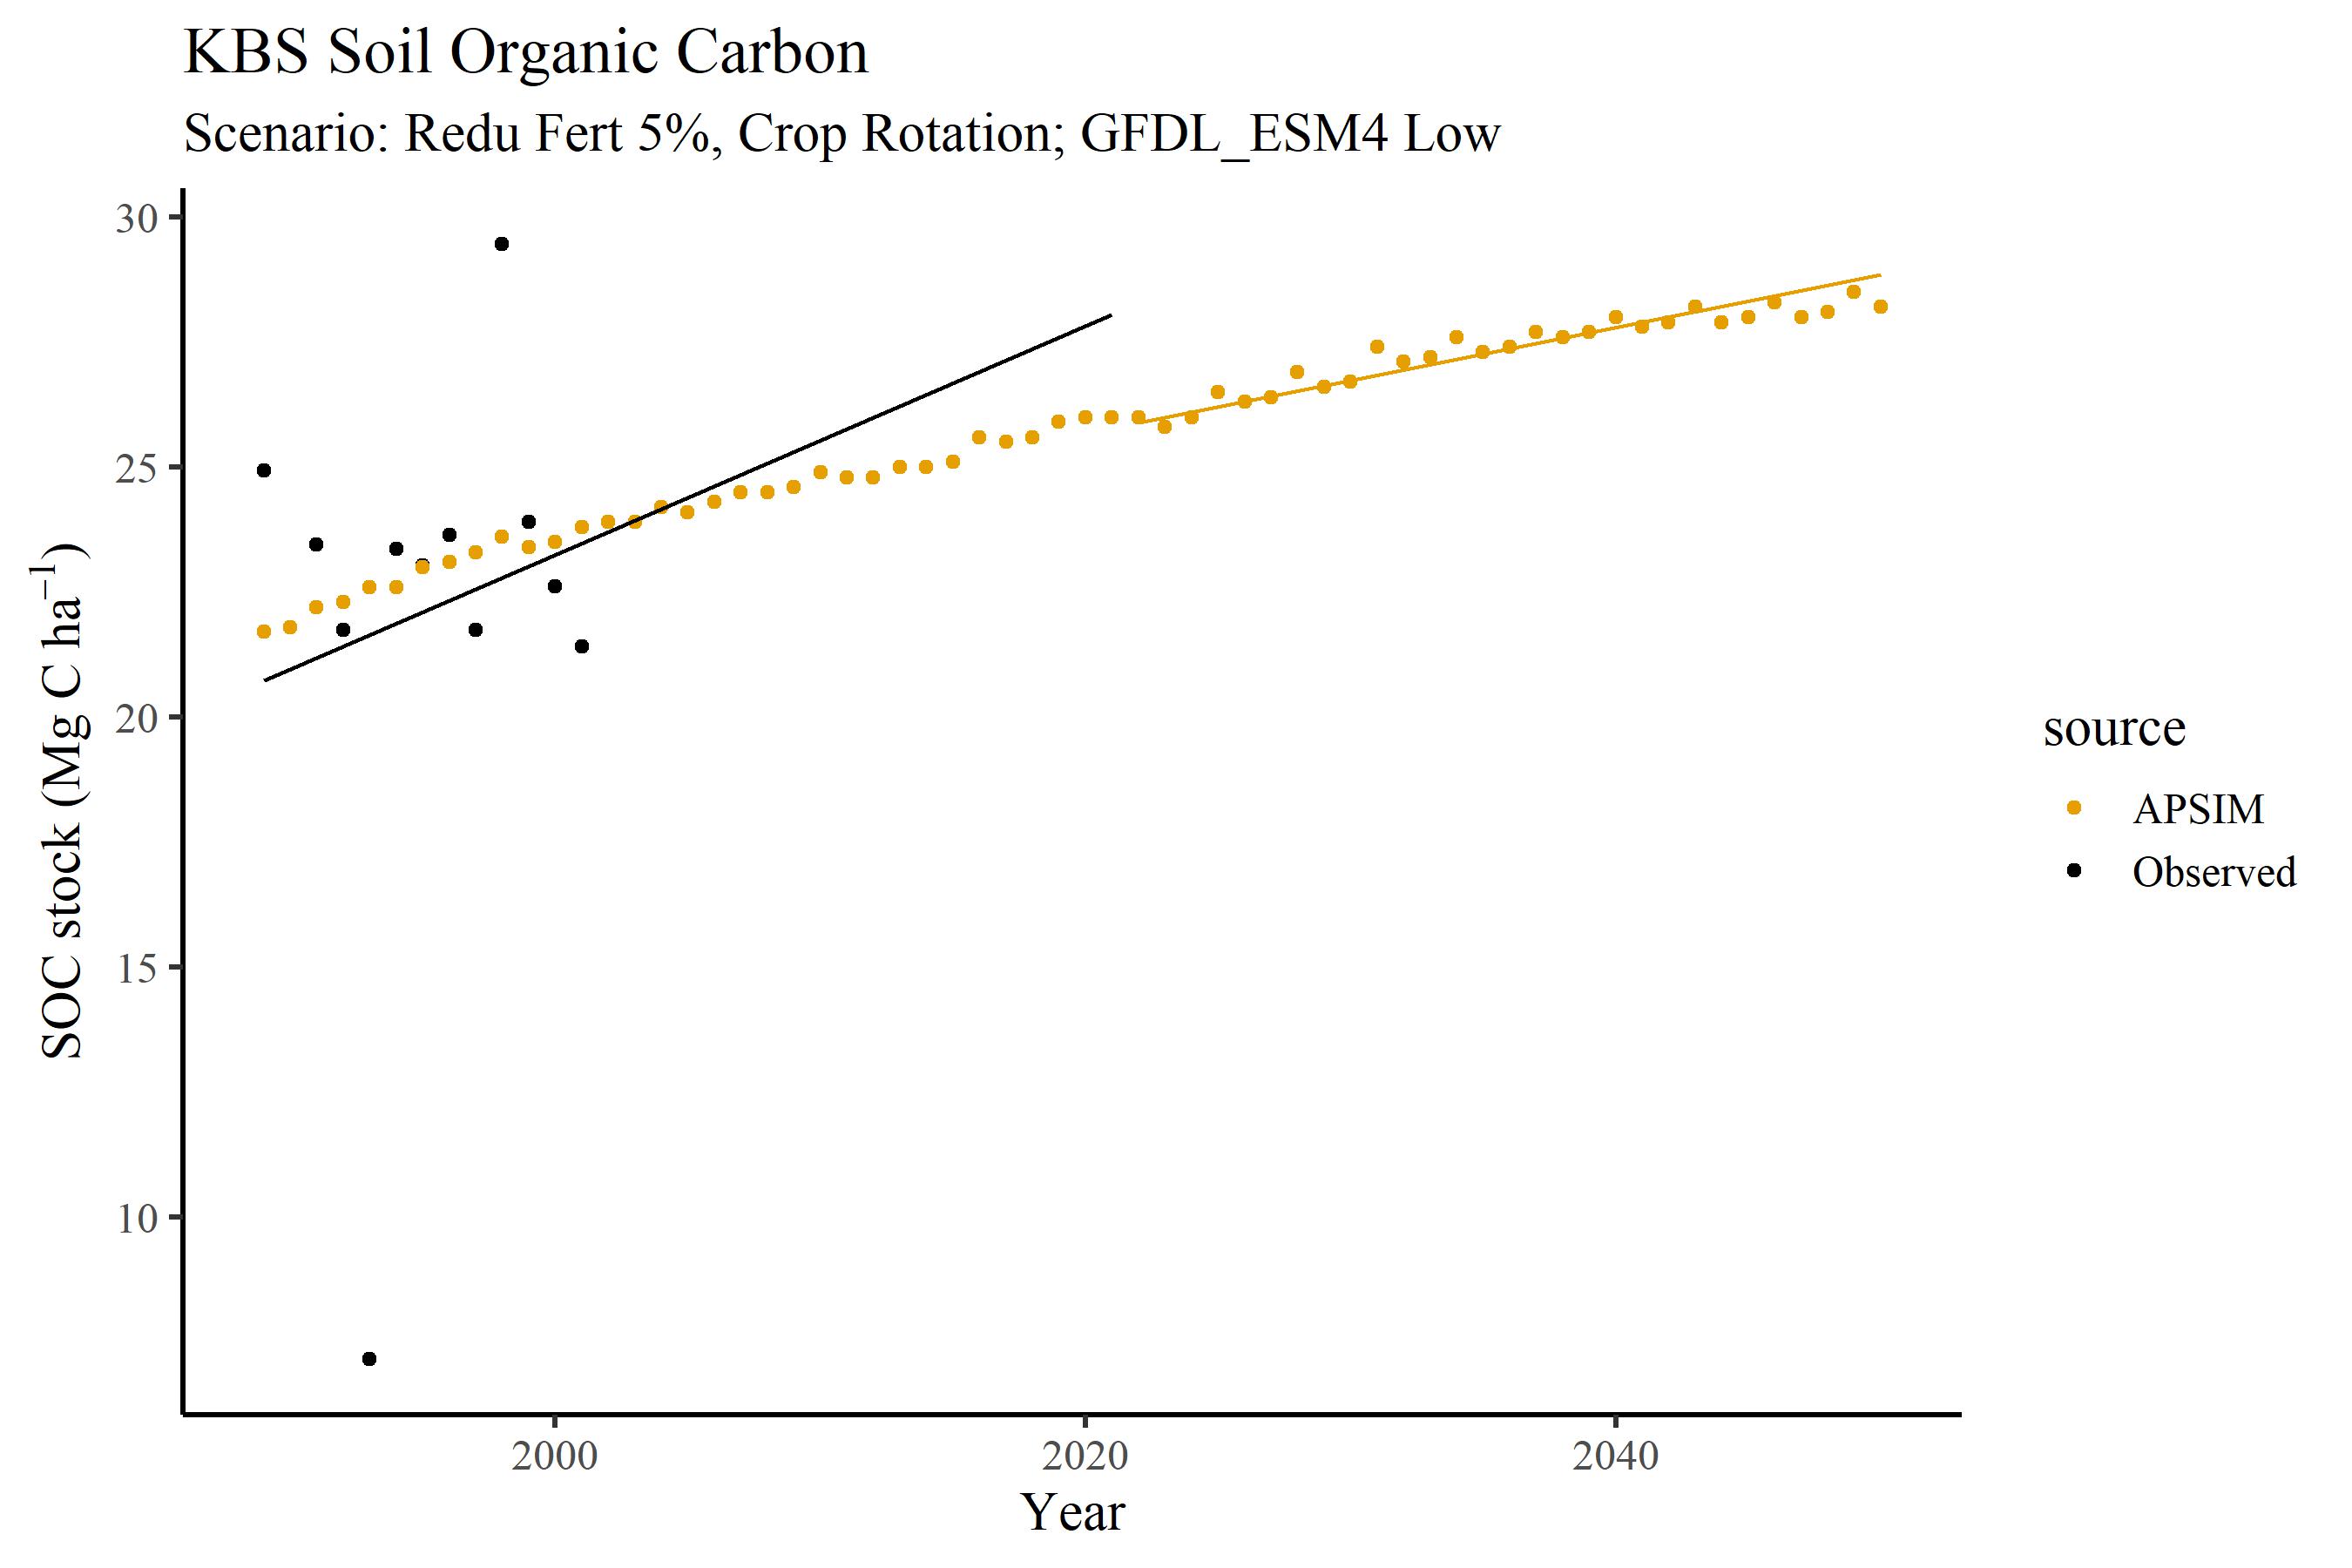 KBS Soil Organic Carbon
Scenario: Redu Fert 5%, Crop Rotation; GFDL_ESM4 Low
SOC stock (Mg C ha⁻¹)
30
25
20
15
10
2000
2020
2040
Year
source
APSIM
Observed